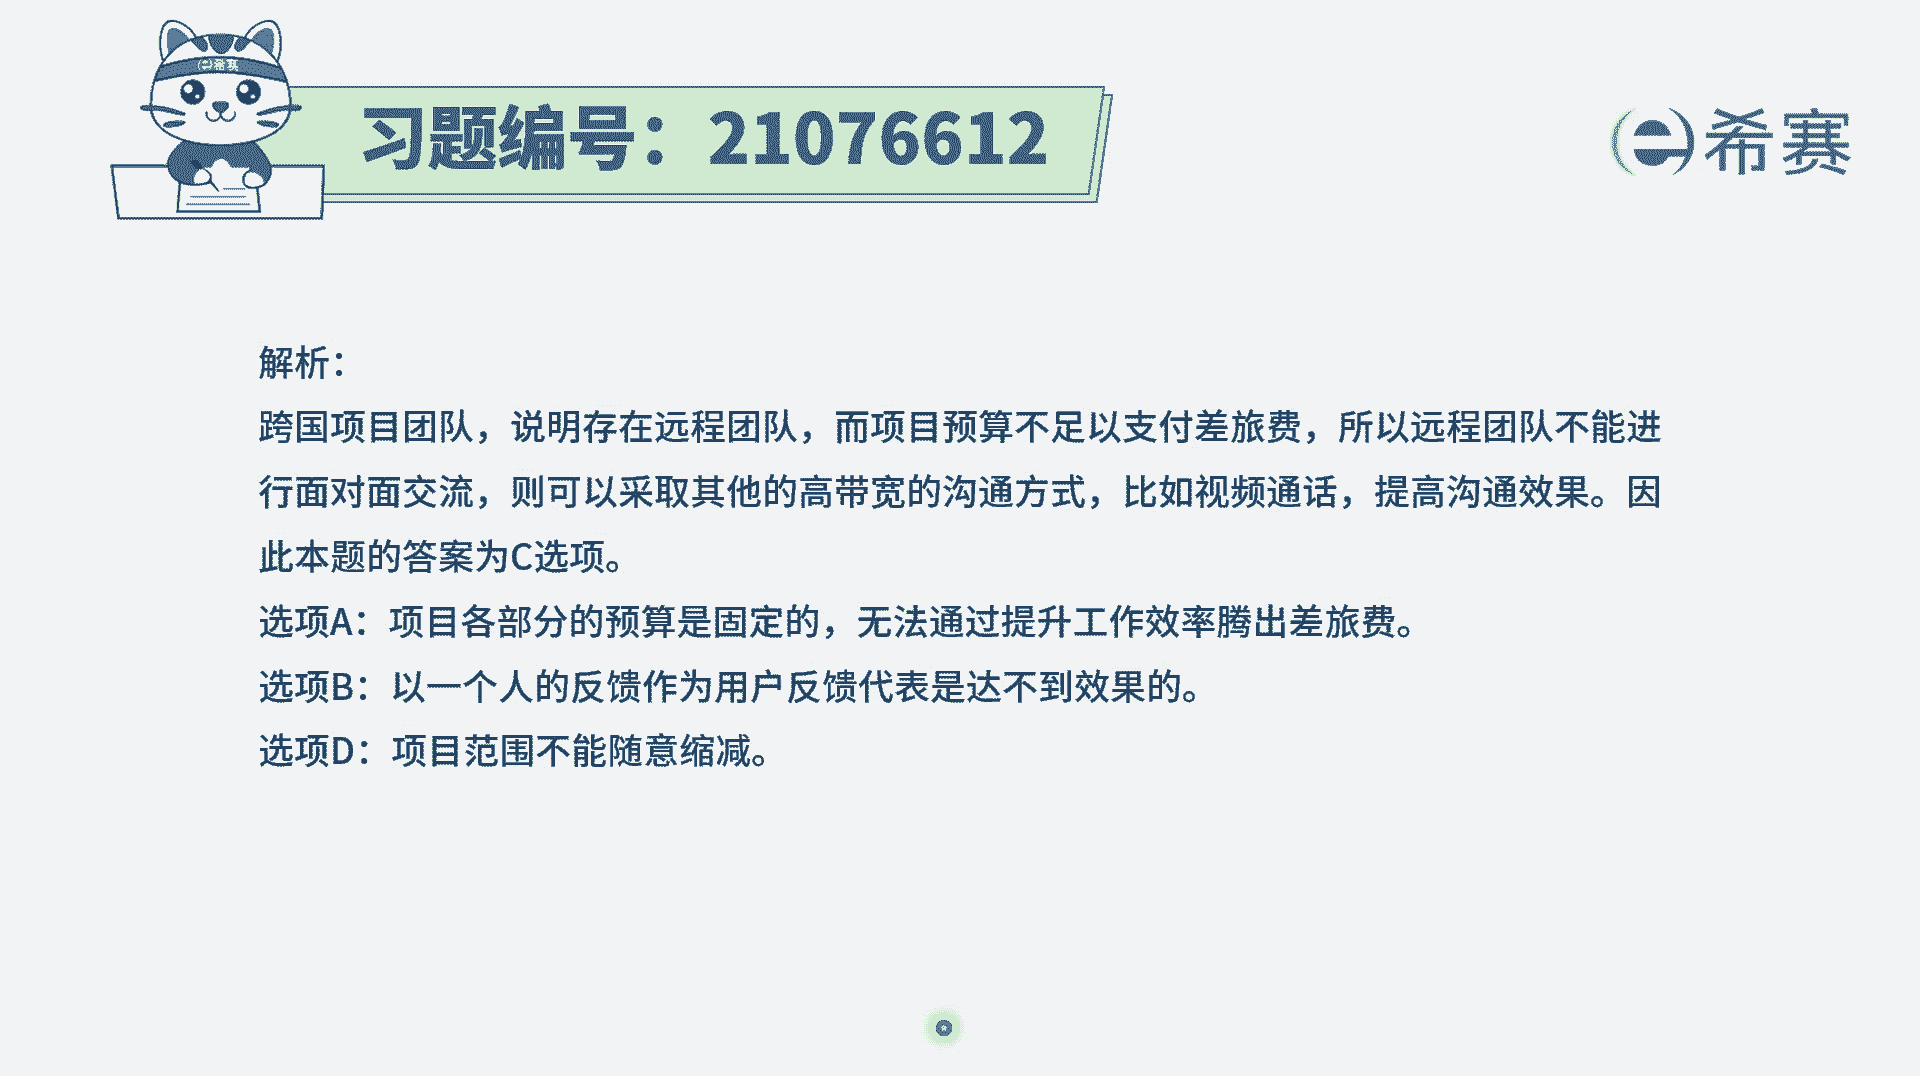 希赛
习题编号：21076612
希赛
解析：
跨国项目团队，说明存在远程团队，而项目预算不足以支付差旅费，所以远程团队不能进
行面对面交流，则可以采取其他的高带宽的沟通方式，比如视频通话，提高沟通效果。因
此本题的答案为C选项。
选项A：项目各部分的预算是固定的，无法通过提升工作效率腾出差旅费。
选项B：以一个人的反馈作为用户反馈代表是达不到效果的。
选项D：项目范围不能随意缩减。